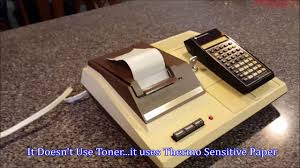 It Doesn't Use Toner...it uses Thermo Sensitive Paper